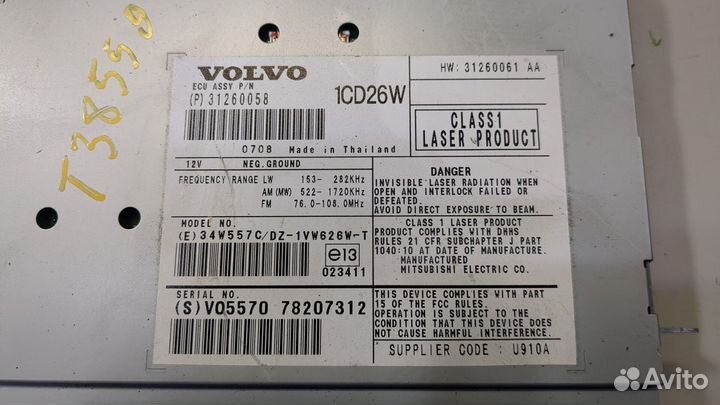 T38559
VOLVO
ECU ASSY P/N
(P) 31260058
1CD26W
HW: 31260061 AA
CLASS1
LASER PRODUCT
0708 Made in Thailand
12V NEG.GROUND
FREQUENCY RANGE LW 153- 282KHz
AM(MW) 522-1720KHz
FM 76.0-108.0MHz
DANGER
INVISIBLE LASER RADIATION WHEN
OPEN AND INTERLOCK FAILED OR
DEFEATED.
AVOID DIRECT EXPOSURE TO BEAM.
MODEL NO.
(E) 34W557C/DZ-1VW626W-T
e13
023411
CLASS 1 LASER PRODUCT
PRODUCT COMPLIES WITH DHHS
RULES 21 CFR SUBCHAPTER J PART
1040:10 AT DATE OF MANUFACTURE.
MANUFACTURED
MITSUBISHI ELECTRIC CO.
SERIAL NO.
(S) VO5570 78207312
THIS DEVICE COMPLIES WITH PART
15 OF THE FCC RULES.
OPERATION IS SUBJECT TO THE
CONDITION THAT THIS DEVICE DOES
NOT CAUSE HARMFUL INTERFERENCE.
SUPPLIER CODE : U910A
Avito